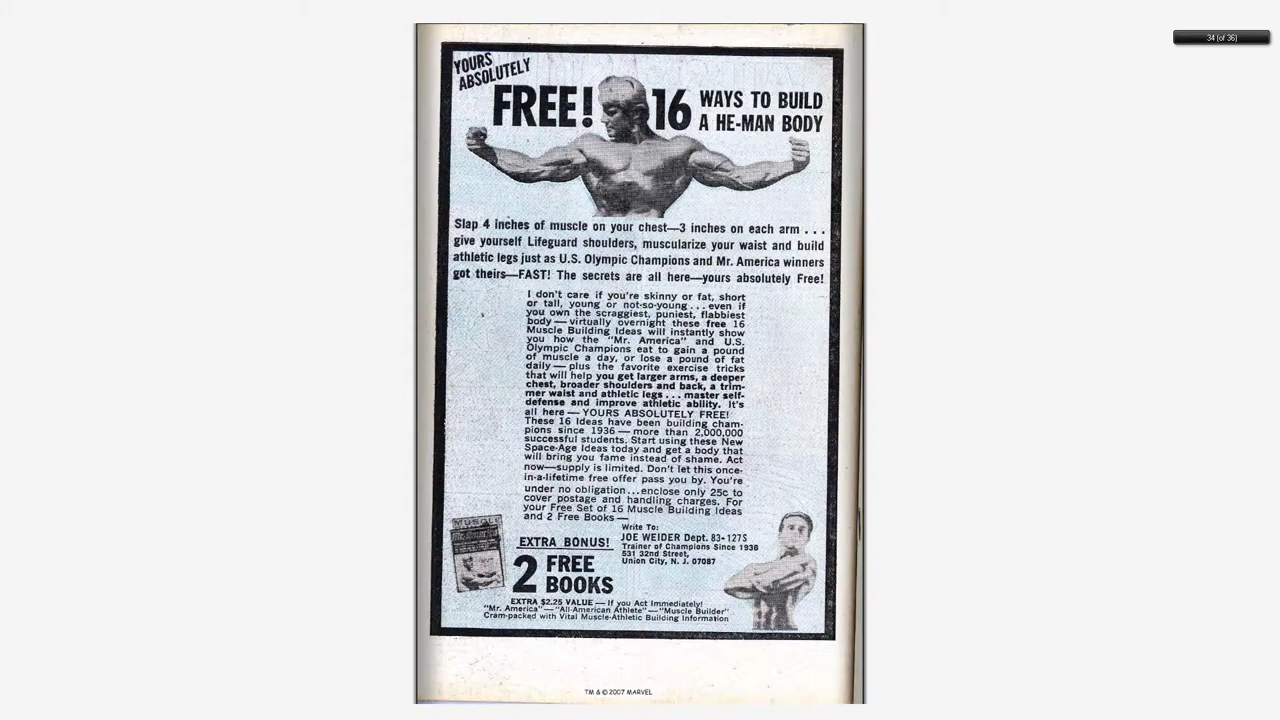 34 (of 36)
YOURS
ABSOLUTELY
FREE! 16 WAYS TO BUILD
A HE-MAN BODY
Slap 4 inches of muscle on your chest—3 inches on each arm . . .
give yourself Lifeguard shoulders, muscularize your waist and build
athletic legs just as U.S. Olympic Champions and Mr. America winners
got theirs—FAST! The secrets are all here—yours absolutely Free!
I don't care if you're skinny or fat, short
or tall, young or not-so-young . . . even if
you own the scraggiest, puniest, flabbiest
body — virtually overnight these free 16
Muscle Building Ideas will instantly show
you how the "Mr. America" and U.S.
Olympic Champions eat to gain a pound
of muscle a day, or lose a pound of fat
daily — plus the favorite exercise tricks
that will help you get larger arms, a deeper
chest, broader shoulders and back, a trim-
mer waist and athletic legs . . . master self-
defense and improve athletic ability. It's
all here — YOURS ABSOLUTELY FREE!
These 16 Ideas have been building cham-
pions since 1936 — more than 2,000,000
successful students. Start using these New
Space-Age Ideas today and get a body that
will bring you fame instead of shame. Act
now—supply is limited. Don't let this once-
in-a-lifetime free offer pass you by. You're
under no obligation . . . enclose only 25c to
cover postage and handling charges. For
your Free Set of 16 Muscle Building Ideas
and 2 Free Books —
Write To:
JOE WEIDER Dept. 83-127S
Trainer of Champions Since 1936
531 32nd Street,
Union City, N. J. 07087
MUSCLE
EXTRA BONUS!
2 FREE
BOOKS
EXTRA $2.25 VALUE — If you Act Immediately!
"Mr. America" — "All-American Athlete" — "Muscle Builder"
Cram-packed with Vital Muscle-Athletic Building Information
TM & © 2007 MARVEL